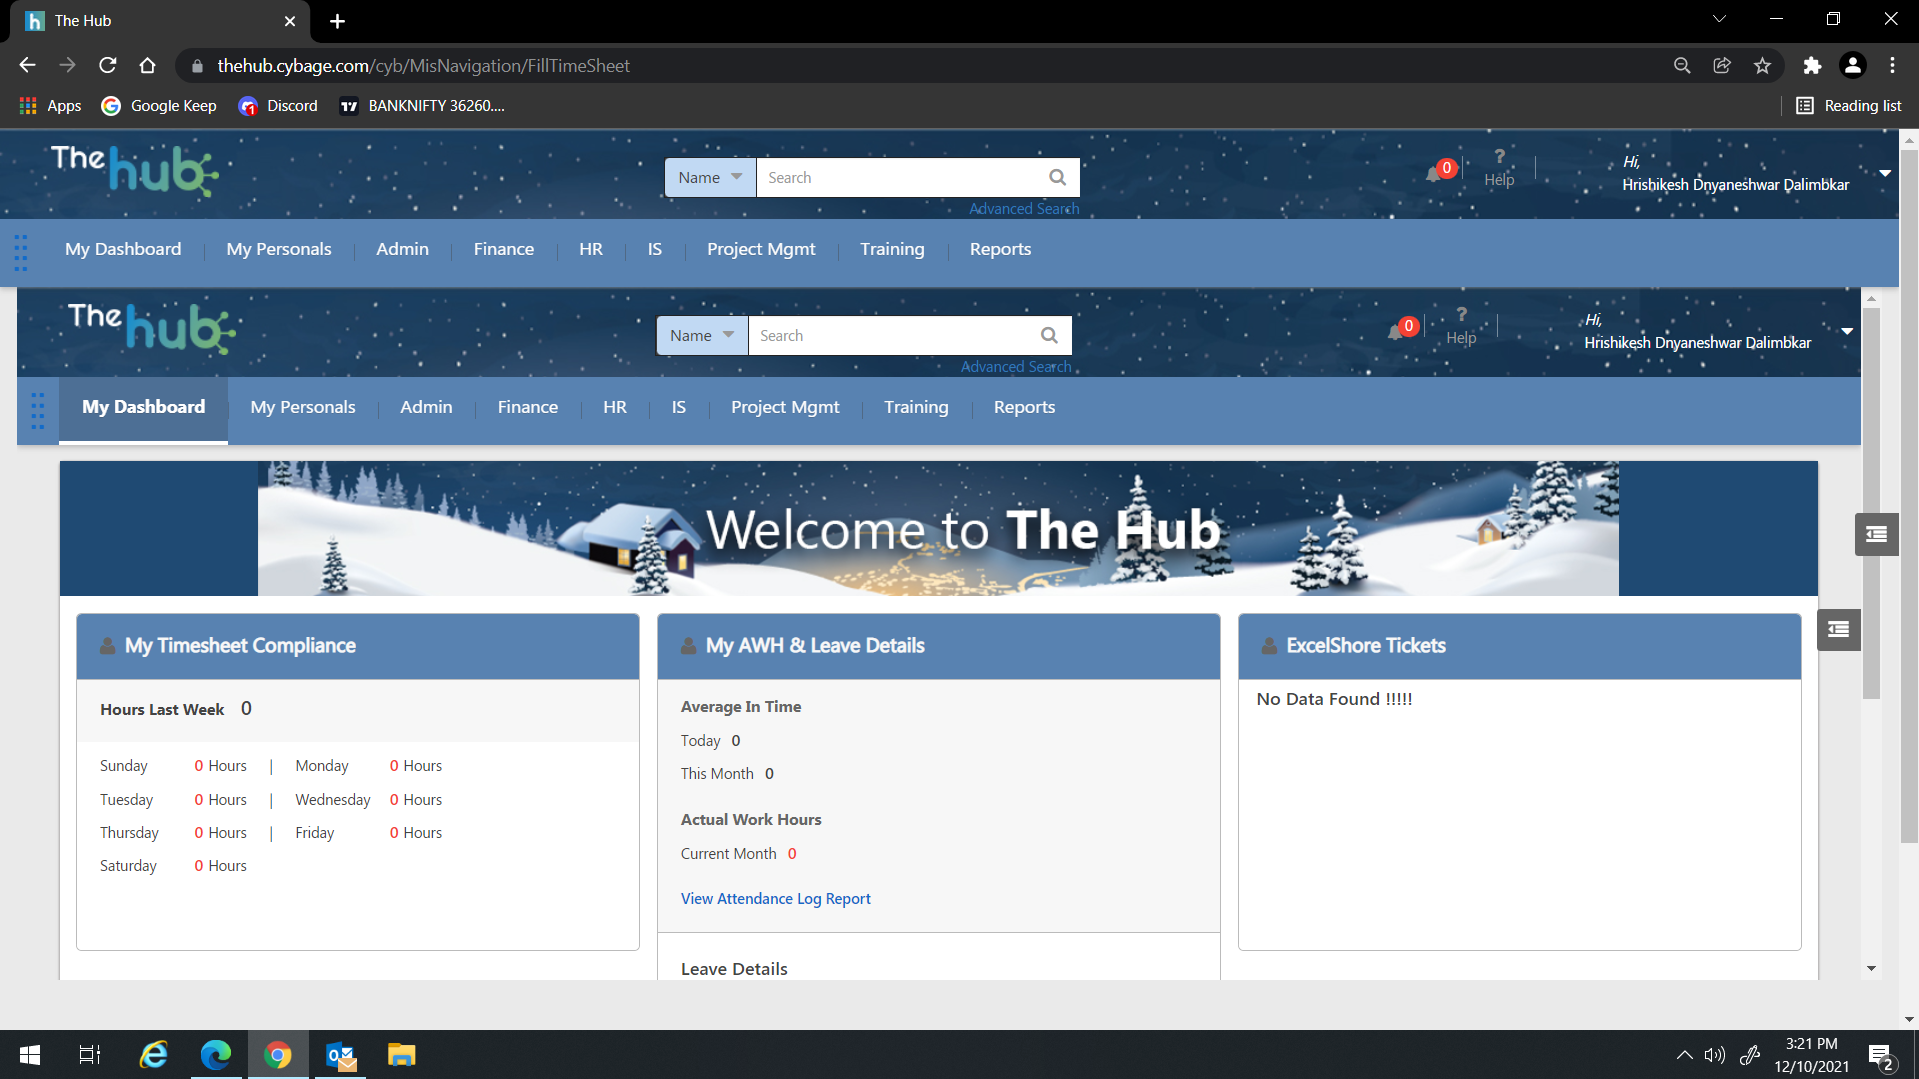 The Hub
thehub.cybage.com/cyb/MisNavigation/FillTimeSheet
Apps Google Keep Discord BANKNIFTY 36260.... Reading list
The hub Name Search 0 ? Help Hi,
Hrishikesh Dnyaneshwar Dalimbkar
Advanced Search
My Dashboard My Personals Admin Finance HR IS Project Mgmt Training Reports
The hub Name Search 0 ? Help Hi,
Hrishikesh Dnyaneshwar Dalimbkar
Advanced Search
My Dashboard My Personals Admin Finance HR IS Project Mgmt Training Reports
Welcome to The Hub
My Timesheet Compliance
Hours Last Week 0
Sunday 0 Hours | Monday 0 Hours
Tuesday 0 Hours | Wednesday 0 Hours
Thursday 0 Hours | Friday 0 Hours
Saturday 0 Hours
My AWH & Leave Details
Average In Time
Today 0
This Month 0
Actual Work Hours
Current Month 0
View Attendance Log Report
Leave Details
ExcelShore Tickets
No Data Found !!!!!
3:21 PM
12/10/2021
2